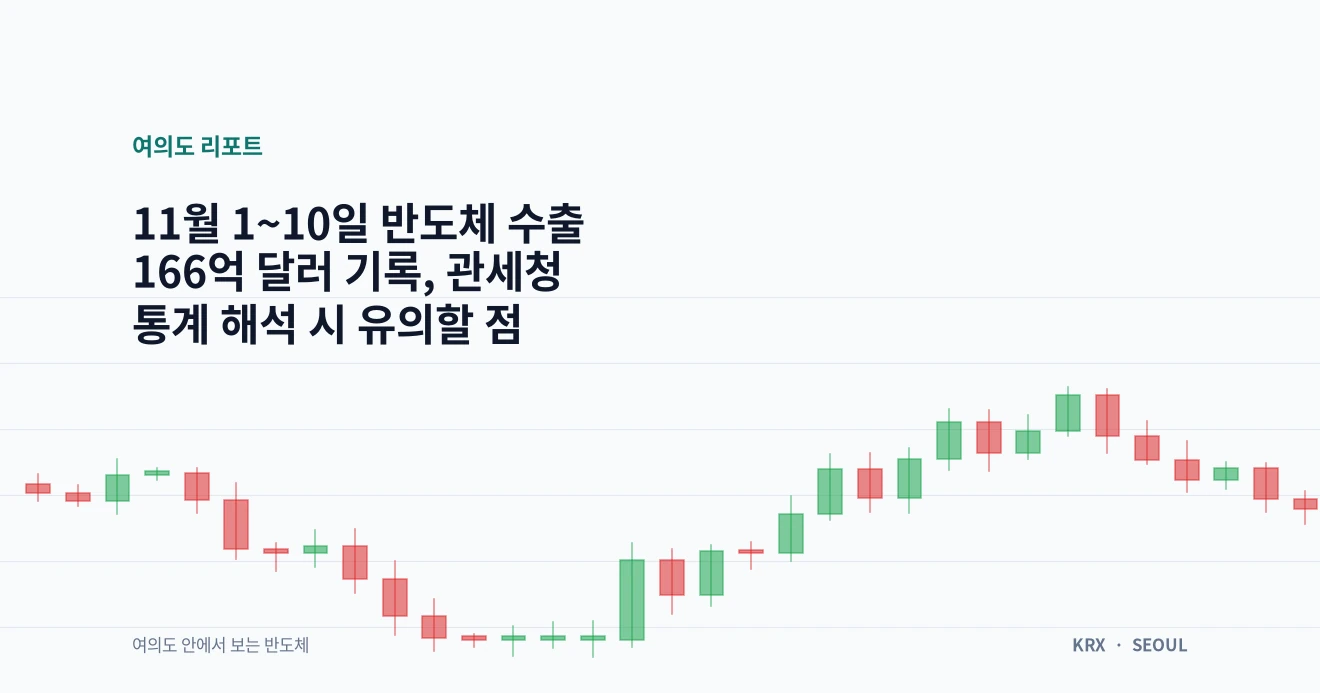 여의도 리포트
11월 1~10일 반도체 수출
166억 달러 기록, 관세청
통계 해석 시 유의할 점
여의도 안에서 보는 반도체
KRX · SEOUL